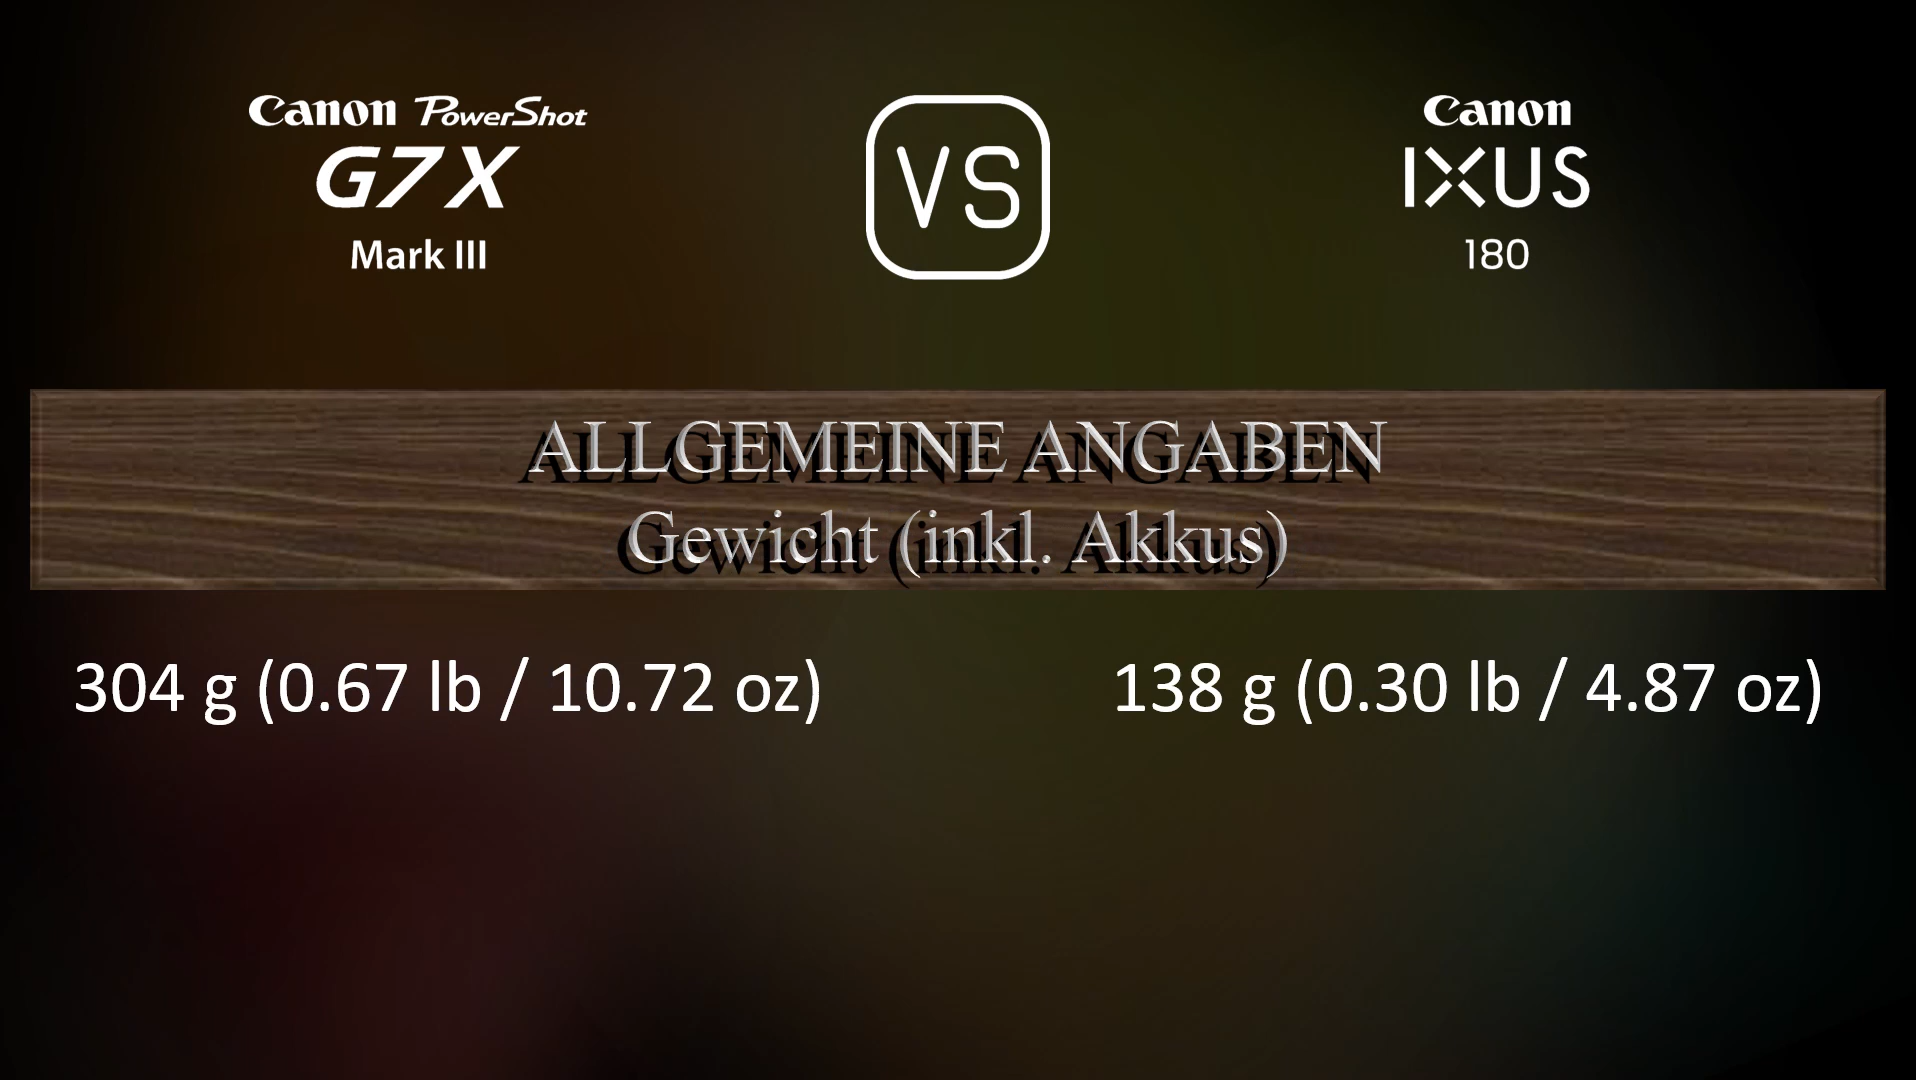 Canon PowerShot
G7 X
Mark III
VS
Canon
IXUS
180
ALLGEMEINE ANGABEN
Gewicht (inkl. Akkus)
304 g (0.67 lb / 10.72 oz)
138 g (0.30 lb / 4.87 oz)